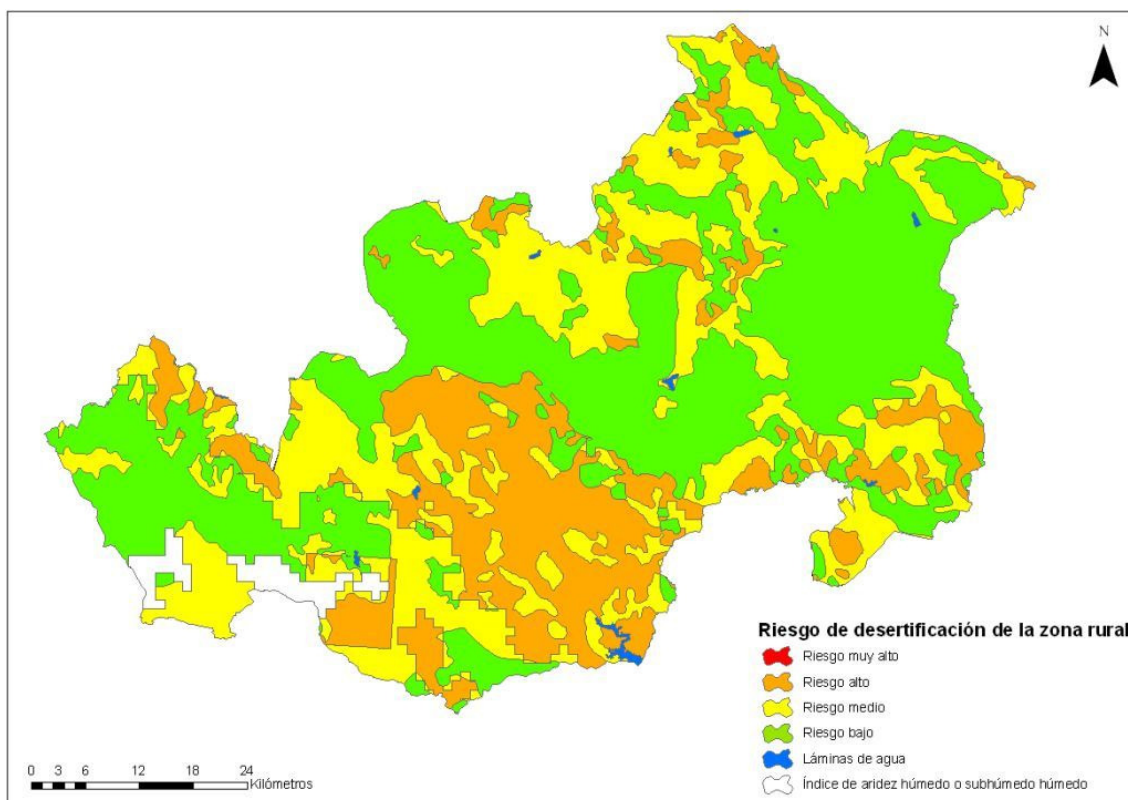 N
Riesgo de desertificación de la zona rural
Riesgo muy alto
Riesgo alto
Riesgo medio
Riesgo bajo
Láminas de agua
Índice de aridez húmedo o subhúmedo húmedo
0 3 6 12 18 24
Kilómetros